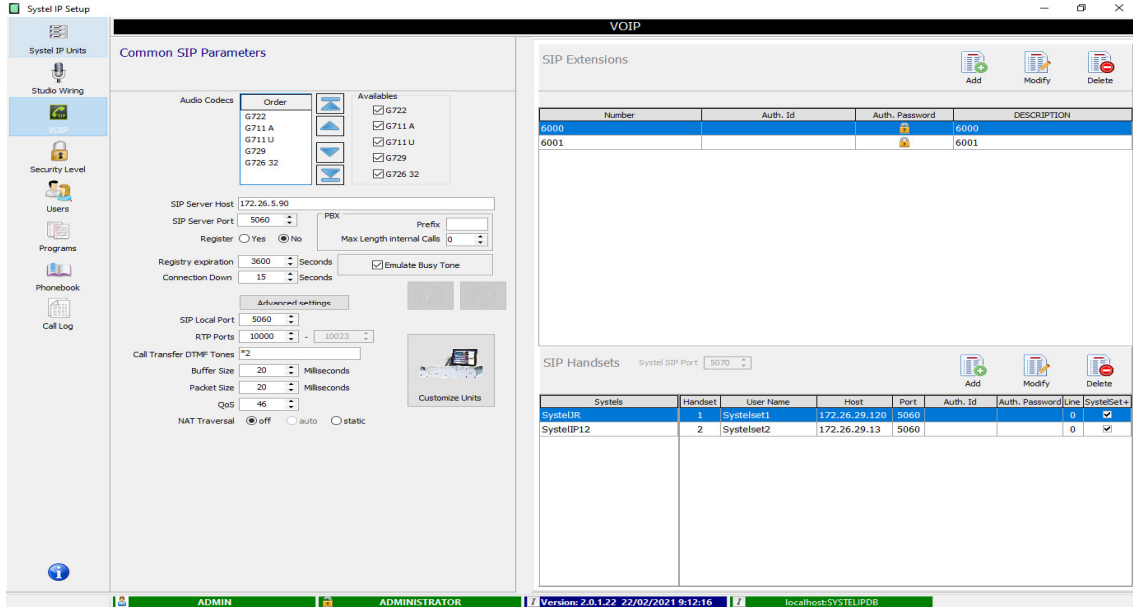 Systel IP Setup
VOIP
Systel IP Units
Studio Wiring
VOIP
Security Level
Users
Programs
Phonebook
Call Log
Common SIP Parameters
Audio Codecs
Order
G722
G711 A
G711 U
G729
G726 32
Availables
G722
G711 A
G711 U
G729
G726 32
SIP Server Host 172.26.5.90
SIP Server Port 5060
Register Yes No
PBX
Prefix
Max Length internal Calls 0
Registry expiration 3600 Seconds
Emulate Busy Tone
Connection Down 15 Seconds
Advanced settings
SIP Local Port 5060
RTP Ports 10000 - 10023
Call Transfer DTMF Tones *2
Buffer Size 20 Milliseconds
Packet Size 20 Milliseconds
QoS 46
NAT Traversal off auto static
Customize Units
SIP Extensions
Add Modify Delete
Number Auth. Id Auth. Password DESCRIPTION
6000 6000
6001 6001
SIP Handsets Systel SIP Port 5070
Add Modify Delete
Systels Handset User Name Host Port Auth. Id Auth. Password Line SystelSet+
SystelJR 1 Systelset1 172.26.29.120 5060 0
SystelIP12 2 Systelset2 172.26.29.13 5060 0
ADMIN ADMINISTRATOR Version: 2.0.1.22 22/02/2021 9:12:16 localhost:SYSTELIPDB